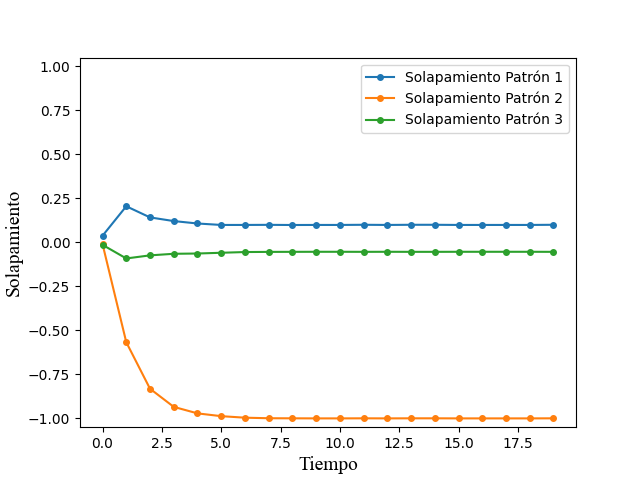 Solapamiento Patrón 1
Solapamiento Patrón 2
Solapamiento Patrón 3
1.00
0.75
0.50
0.25
0.00
−0.25
−0.50
−0.75
−1.00
Solapamiento
0.0 2.5 5.0 7.5 10.0 12.5 15.0 17.5
Tiempo